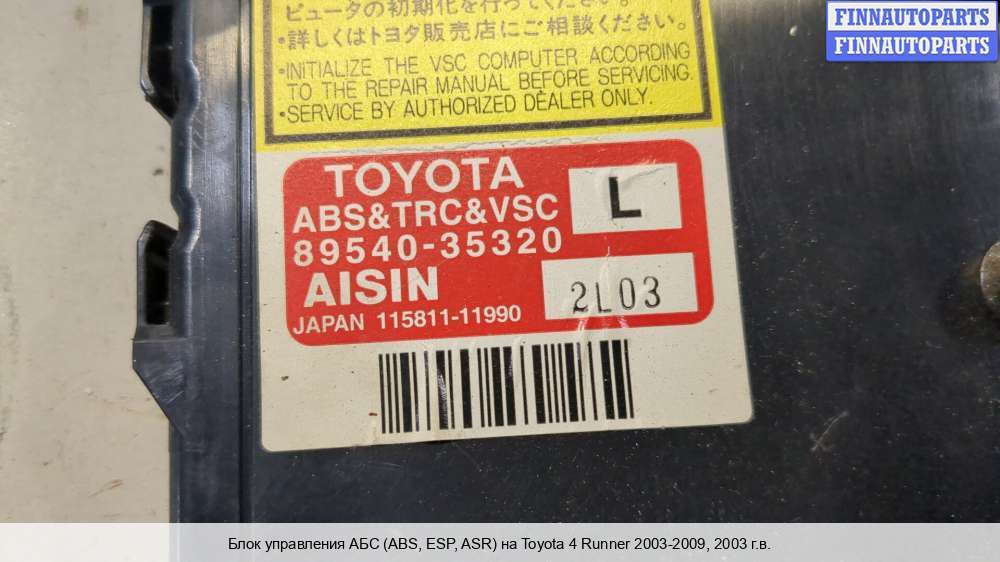 ピュータの初期化を行ってください。
・詳しくはトヨタ販売店にご相談ください。
•INITIALIZE THE VSC COMPUTER ACCORDING
TO THE REPAIR MANUAL BEFORE SERVICING.
•SERVICE BY AUTHORIZED DEALER ONLY.
FINNAUTOPARTS
FINNAUTOPARTS
TOYOTA
ABS&TRC&VSC
L
89540-35320
AISIN
2L03
JAPAN 115811-11990
Блок управления АБС (ABS, ESP, ASR) на Toyota 4 Runner 2003-2009, 2003 г.в.